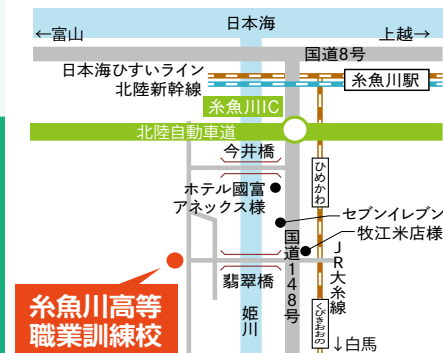 日本海
←富山
上越→
国道8号
日本海ひすいライン
北陸新幹線
糸魚川駅
糸魚川IC
北陸自動車道
今井橋
ひめかわ
ホテル國富
アネックス様
セブンイレブン
牧江米店様
国道148号
JR大糸線
翡翠橋
姫川
糸魚川高等
職業訓練校
くびきおおの
↓白馬